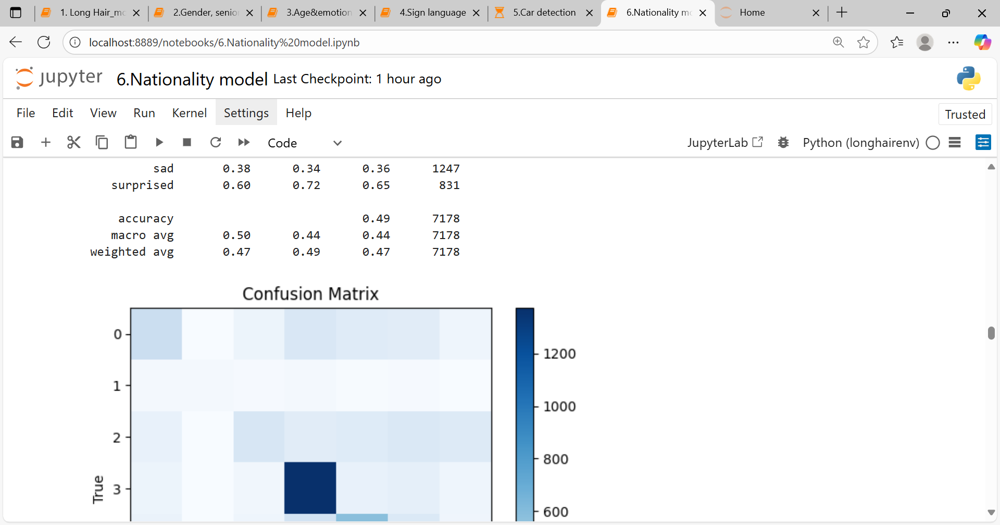 1. Long Hair_mo
2.Gender, senio
3.Age&emotion
4.Sign language
5.Car detection
6.Nationality mo
Home
localhost:8889/notebooks/6.Nationality%20model.ipynb
jupyter 6.Nationality model Last Checkpoint: 1 hour ago
File Edit View Run Kernel Settings Help
Trusted
Code JupyterLab Python (longhairenv)
sad 0.38 0.34 0.36 1247
surprised 0.60 0.72 0.65 831
accuracy 0.49 7178
macro avg 0.50 0.44 0.44 7178
weighted avg 0.47 0.49 0.47 7178
Confusion Matrix
0
1
2
3
True
1200
1000
800
600